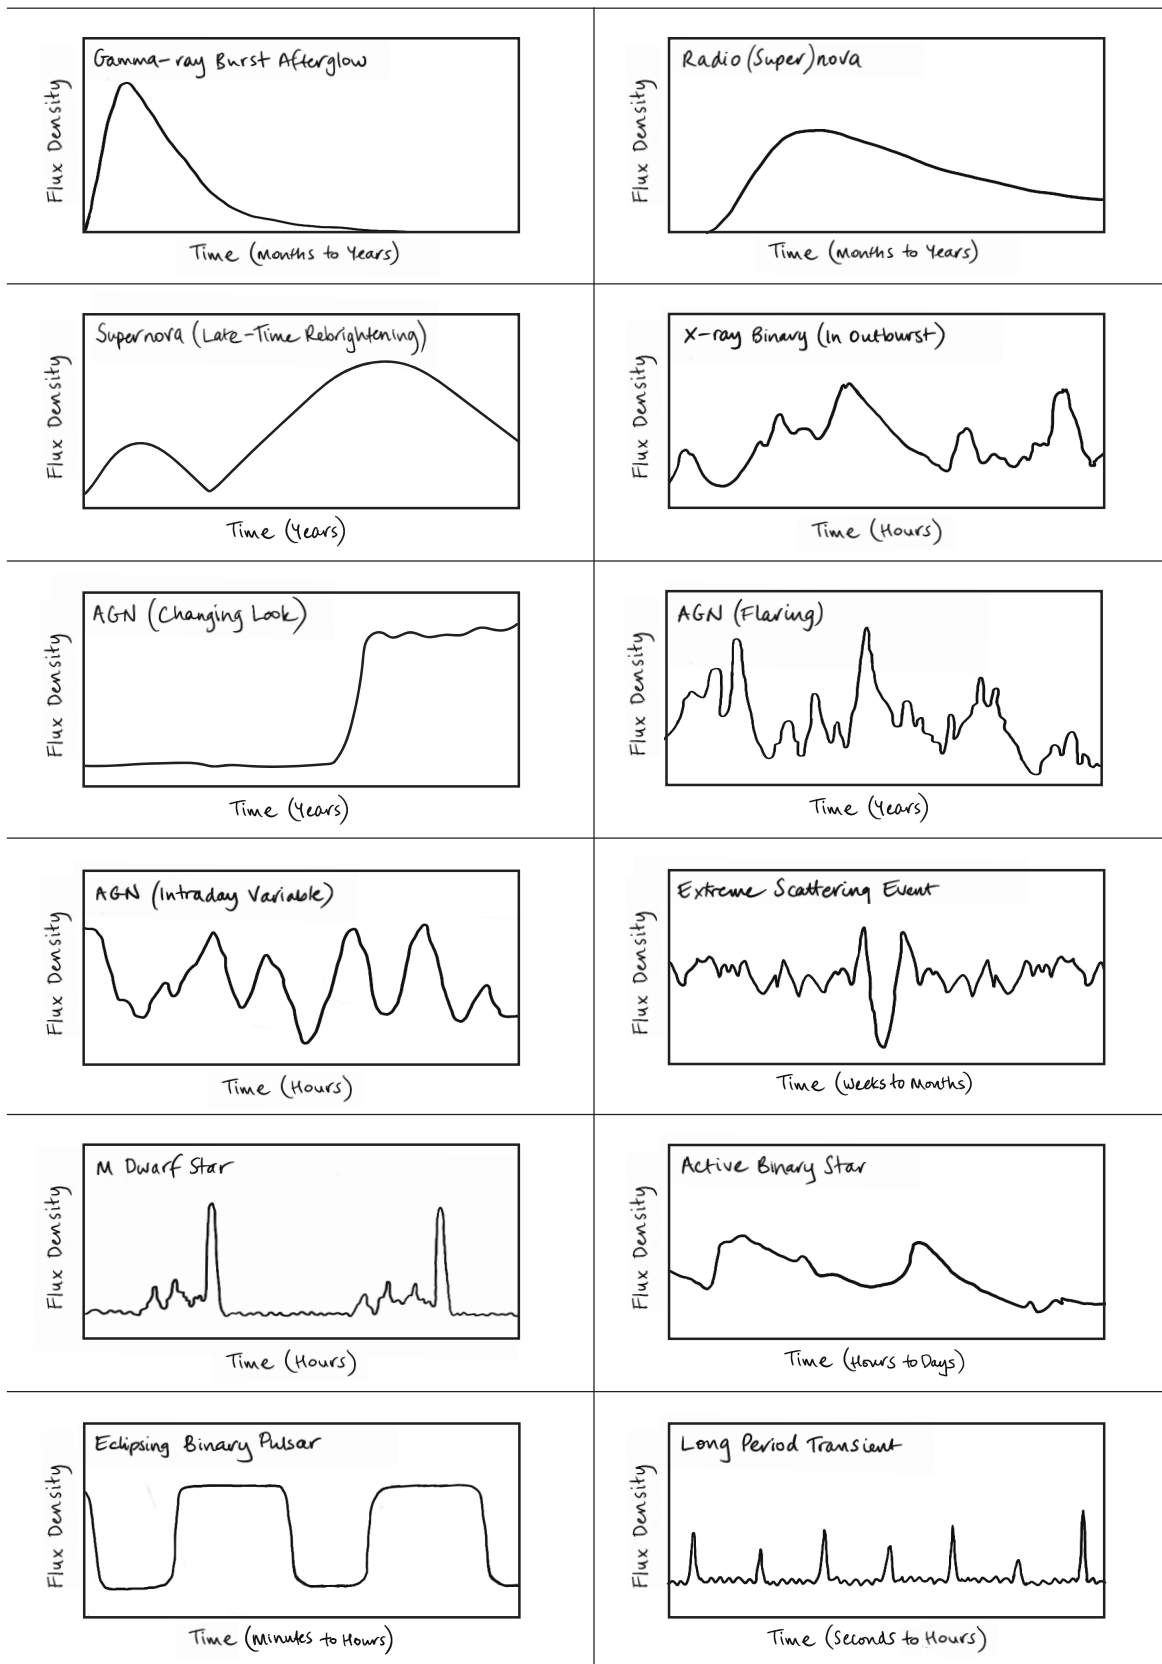 Gamma-ray Burst Afterglow
Flux Density
Time (Months to Years)
Radio (Super)nova
Flux Density
Time (Months to Years)
Supernova (Late-Time Rebrightening)
Flux Density
Time (Years)
X-ray Binary (In Outburst)
Flux Density
Time (Hours)
AGN (Changing Look)
Flux Density
Time (Years)
AGN (Flaring)
Flux Density
Time (Years)
AGN (Intraday Variable)
Flux Density
Time (Hours)
Extreme Scattering Event
Flux Density
Time (Weeks to Months)
M Dwarf Star
Flux Density
Time (Hours)
Active Binary Star
Flux Density
Time (Hours to Days)
Eclipsing Binary Pulsar
Flux Density
Time (Minutes to Hours)
Long Period Transient
Flux Density
Time (Seconds to Hours)